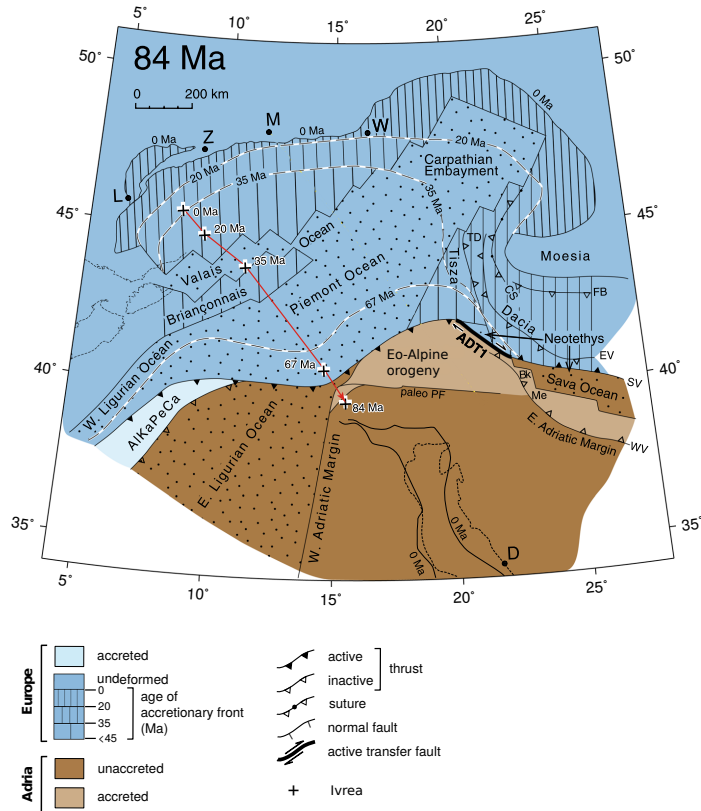 5˚
10˚
15˚
20˚
25˚
50˚
50˚
84 Ma
0
200 km
0 Ma
0 Ma
0 Ma
M
W
Z
L
20 Ma
20 Ma
Carpathian
Embayment
35 Ma
35 Ma
45˚
45˚
0 Ma
20 Ma
35 Ma
Ocean
Valais
Briançonnais
Piemont Ocean
TD
Tisza
CS
Moesia
FB
Dacia
67 Ma
Neotethys
ADT1
EV
40˚
40˚
Eo-Alpine
orogeny
67 Ma
Bk
Sava Ocean
SV
W. Ligurian Ocean
AlKaPeCa
paleo PF
Me
84 Ma
E. Adriatic Margin
WV
E. Ligurian Ocean
W. Adriatic Margin
35˚
35˚
0 Ma
0 Ma
D
5˚
10˚
15˚
20˚
25˚
Europe
accreted
undeformed
0
20
35
<45
age of
accretionary front
(Ma)
Adria
unaccreted
accreted
active
inactive
thrust
suture
normal fault
active transfer fault
Ivrea